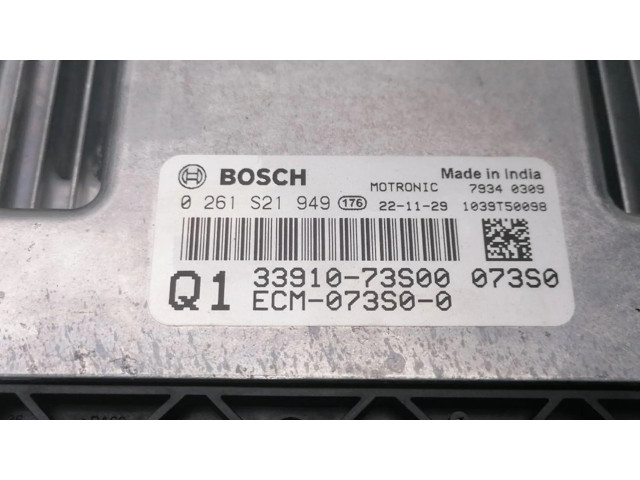 BOSCH Made in India
MOTRONIC 7934 0309
0 261 S21 949 176 22-11-29 1039T50098
Q1 33910-73S00 073S0
ECM-073S0-0